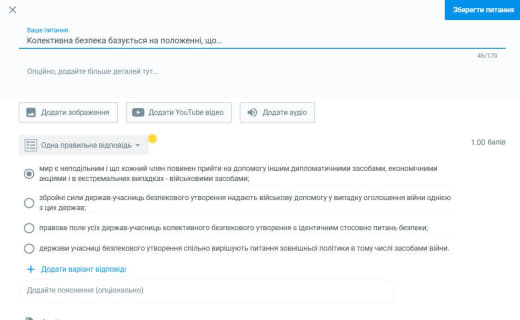 Зберегти питання
Ваше питання
Колективна безпека базується на положенні, що...
46/170
Опційно, додайте більше деталей тут...
Додати зображення
Додати YouTube відео
Додати аудіо
Одна правильна відповідь
1.00 балів
мир є неподільним і що кожний член повинен прийти на допомогу іншим дипломатичними засобами, економічними
акціями і в екстремальних випадках - військовими засобами;
збройні сили держав-учасниць безпекового утворення надають військову допомогу у випадку оголошення війни однією
з цих держав;
правове поле усіх держав-учасниць колективного безпекового утворення є ідентичним стосовно питань безпеки;
держави учасниці безпекового утворення спільно вирішують питання зовнішньої політики в тому числі засобами війни.
+ Додати варіант відповіді
Додайте пояснення (опціонально)